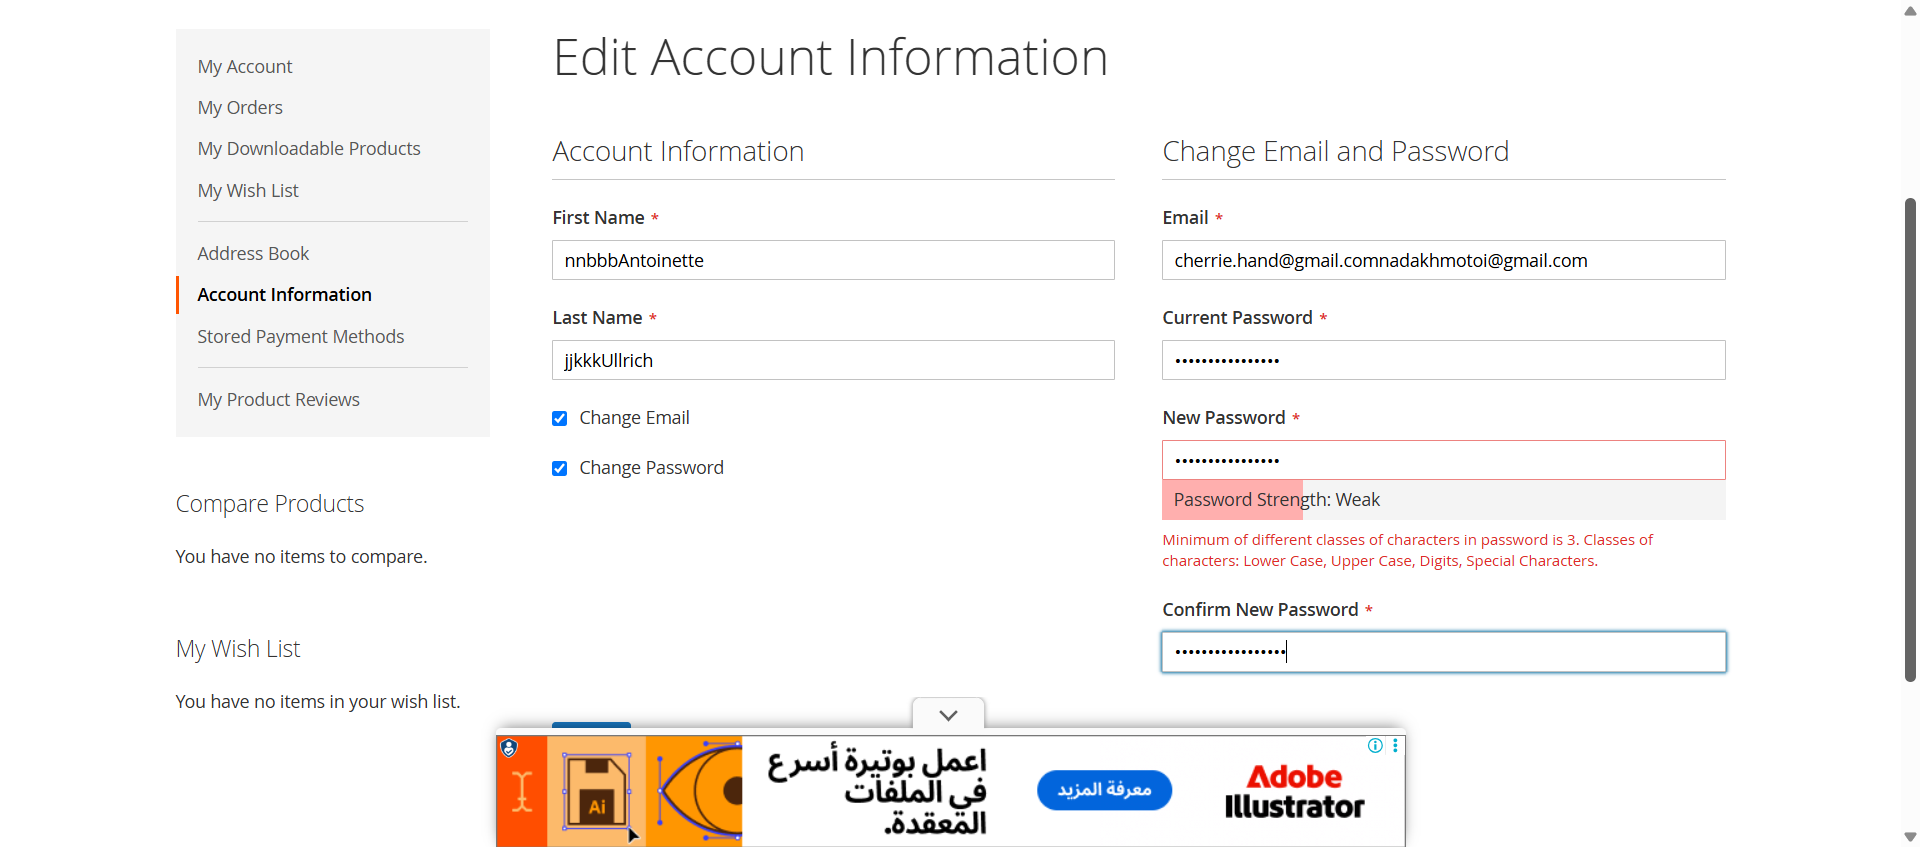 My Account
My Orders
My Downloadable Products
My Wish List
Address Book
Account Information
Stored Payment Methods
My Product Reviews
Compare Products
You have no items to compare.
My Wish List
You have no items in your wish list.
Edit Account Information
Account Information
First Name *
nnbbbAntoinette
Last Name *
jjkkkUllrich
Change Email
Change Password
Change Email and Password
Email *
cherrie.hand@gmail.comnadakhmotoi@gmail.com
Current Password *
••••••••••••••••
New Password *
••••••••••••••••
Password Strength: Weak
Minimum of different classes of characters in password is 3. Classes of
characters: Lower Case, Upper Case, Digits, Special Characters.
Confirm New Password *
•••••••••••••••••
Ai
اعمل بوتيرة أسرع
في الملفات
المعقدة.
معرفة المزيد
Adobe
Illustrator